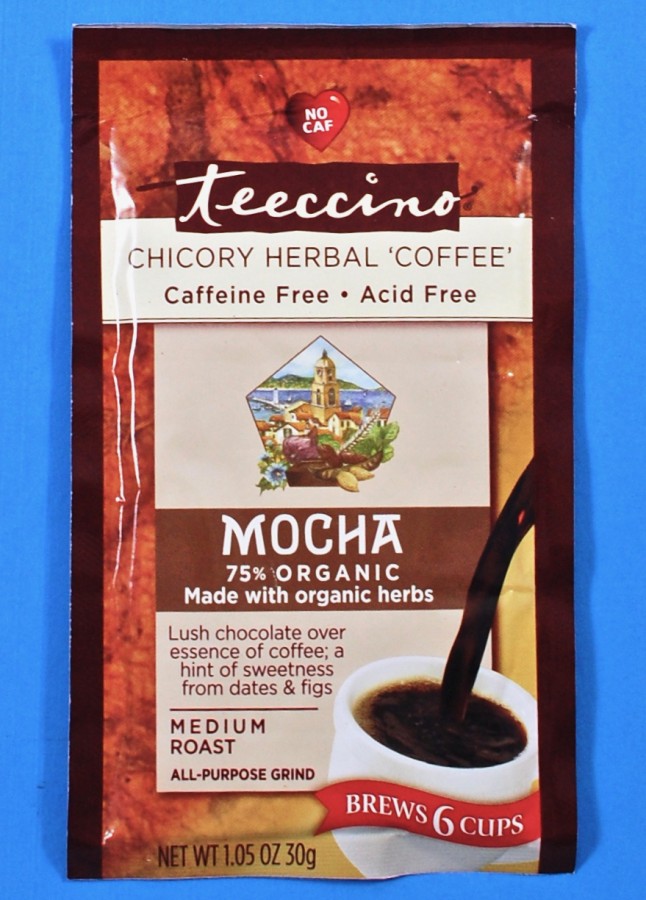 NO
CAF
teeccino
CHICORY HERBAL 'COFFEE'
Caffeine Free • Acid Free
MOCHA
75% ORGANIC
Made with organic herbs
Lush chocolate over
essence of coffee; a
hint of sweetness
from dates & figs
MEDIUM
ROAST
ALL-PURPOSE GRIND
BREWS 6 CUPS
NET WT 1.05 OZ 30g